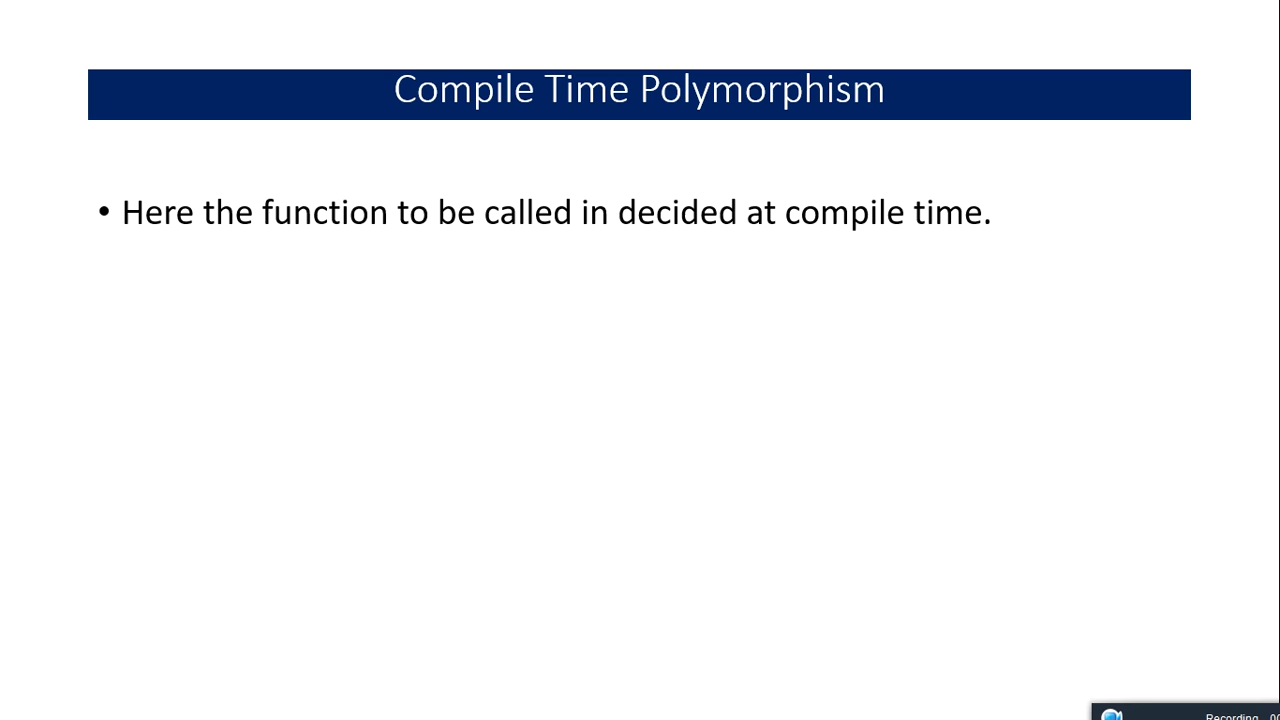 Compile Time Polymorphism
• Here the function to be called in decided at compile time.
Recording